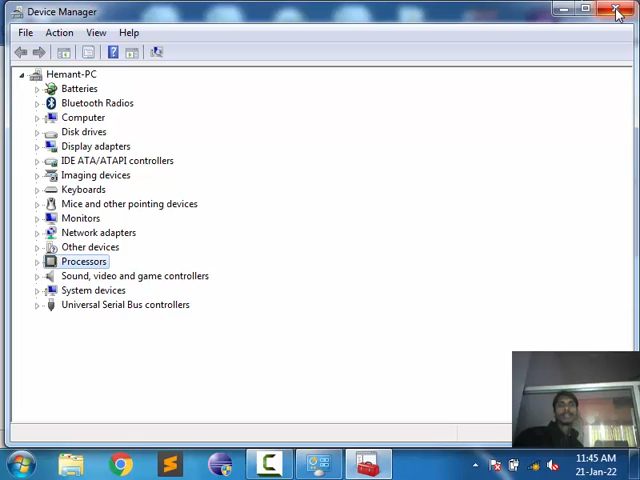 Device Manager
File Action View Help
Hemant-PC
Batteries
Bluetooth Radios
Computer
Disk drives
Display adapters
IDE ATA/ATAPI controllers
Imaging devices
Keyboards
Mice and other pointing devices
Monitors
Network adapters
Other devices
Processors
Sound, video and game controllers
System devices
Universal Serial Bus controllers
11:45 AM
21-Jan-22